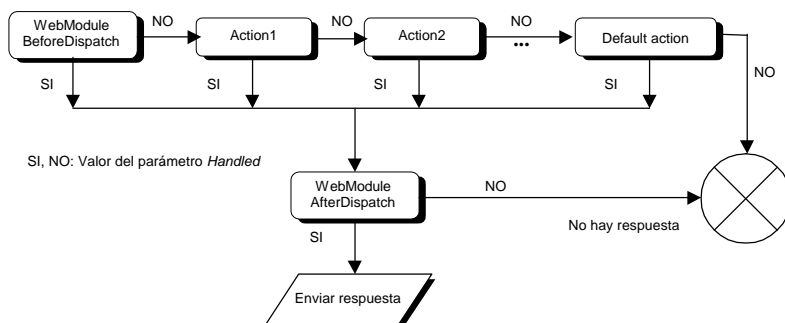 WebModule
BeforeDispatch
NO
Action1
NO
Action2
NO
...
Default action
SI
SI
SI
SI
NO
SI, NO: Valor del parámetro Handled
WebModule
AfterDispatch
NO
SI
No hay respuesta
Enviar respuesta